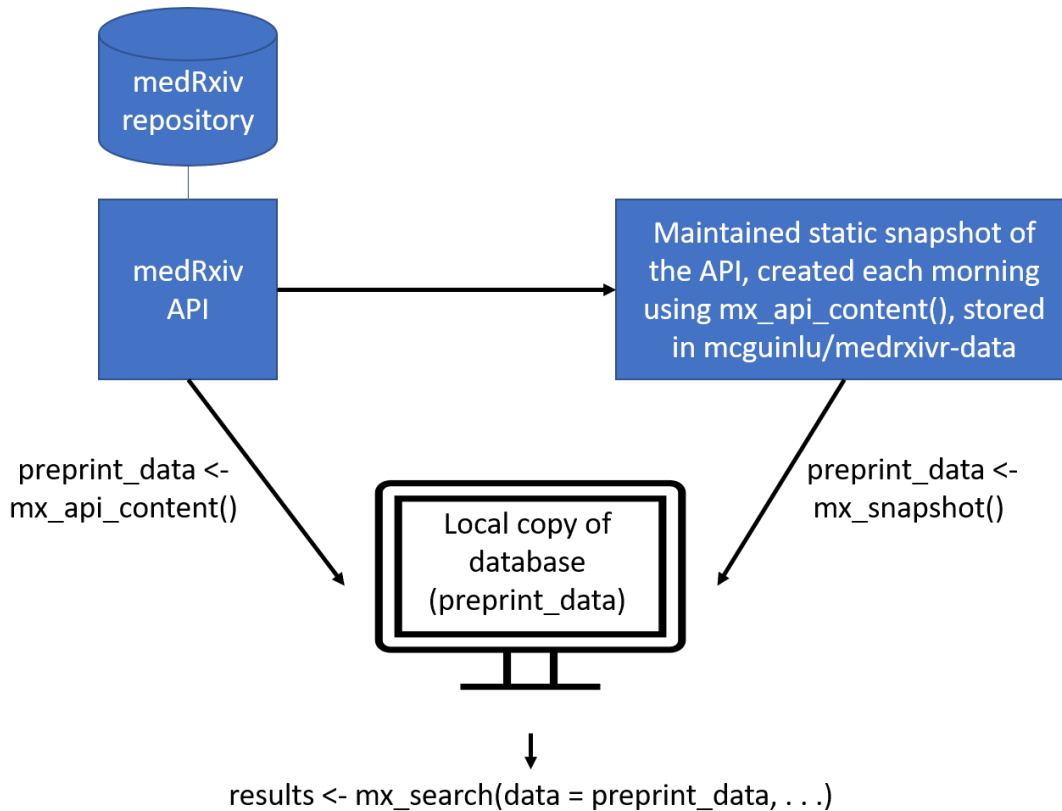 medRxiv
repository
medRxiv
API
Maintained static snapshot of
the API, created each morning
using mx_api_content(), stored
in mcguinlu/medrxivr-data
preprint_data <-
mx_api_content()
preprint_data <-
mx_snapshot()
Local copy of
database
(preprint_data)
results <- mx_search(data = preprint_data, . . .)